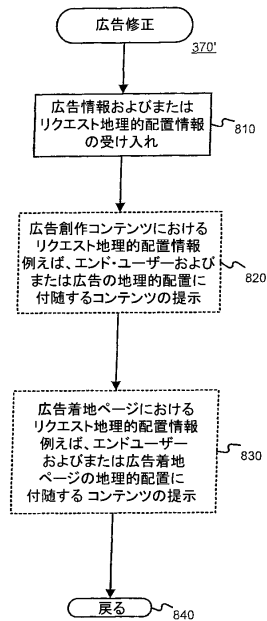 広告修正
370'
広告情報およびまたは
リクエスト地理的配置情報
の受け入れ
810
広告創作コンテンツにおける
リクエスト地理的配置情報
例えば、エンド・ユーザーおよび
または広告の地理的配置に
付随するコンテンツの提示
820
広告着地ページにおける
リクエスト地理的配置情報
例えば、エンドユーザー
およびまたは広告着地
ページの地理的配置に
付随する コンテンツの提示
830
戻る
840